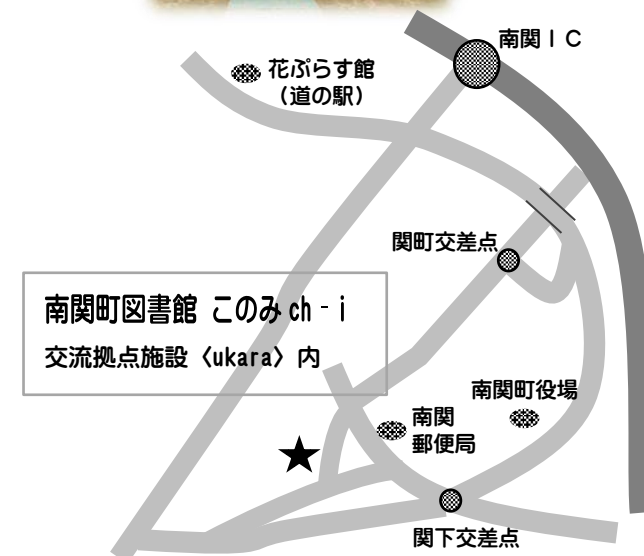 南関IC
花ぷらす館
(道の駅)
関町交差点
南関町図書館 このみ ch‐i
交流拠点施設〈ukara〉内
南関町役場
南関
郵便局
関下交差点